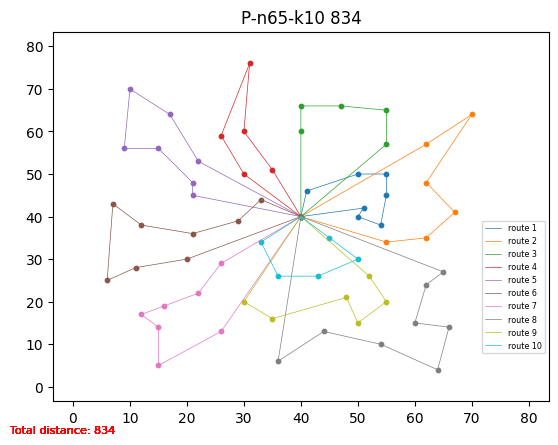 P-n65-k10 834
80
70
60
50
40
30
20
10
0
0 10 20 30 40 50 60 70 80
route 1
route 2
route 3
route 4
route 5
route 6
route 7
route 8
route 9
route 10
Total distance: 834